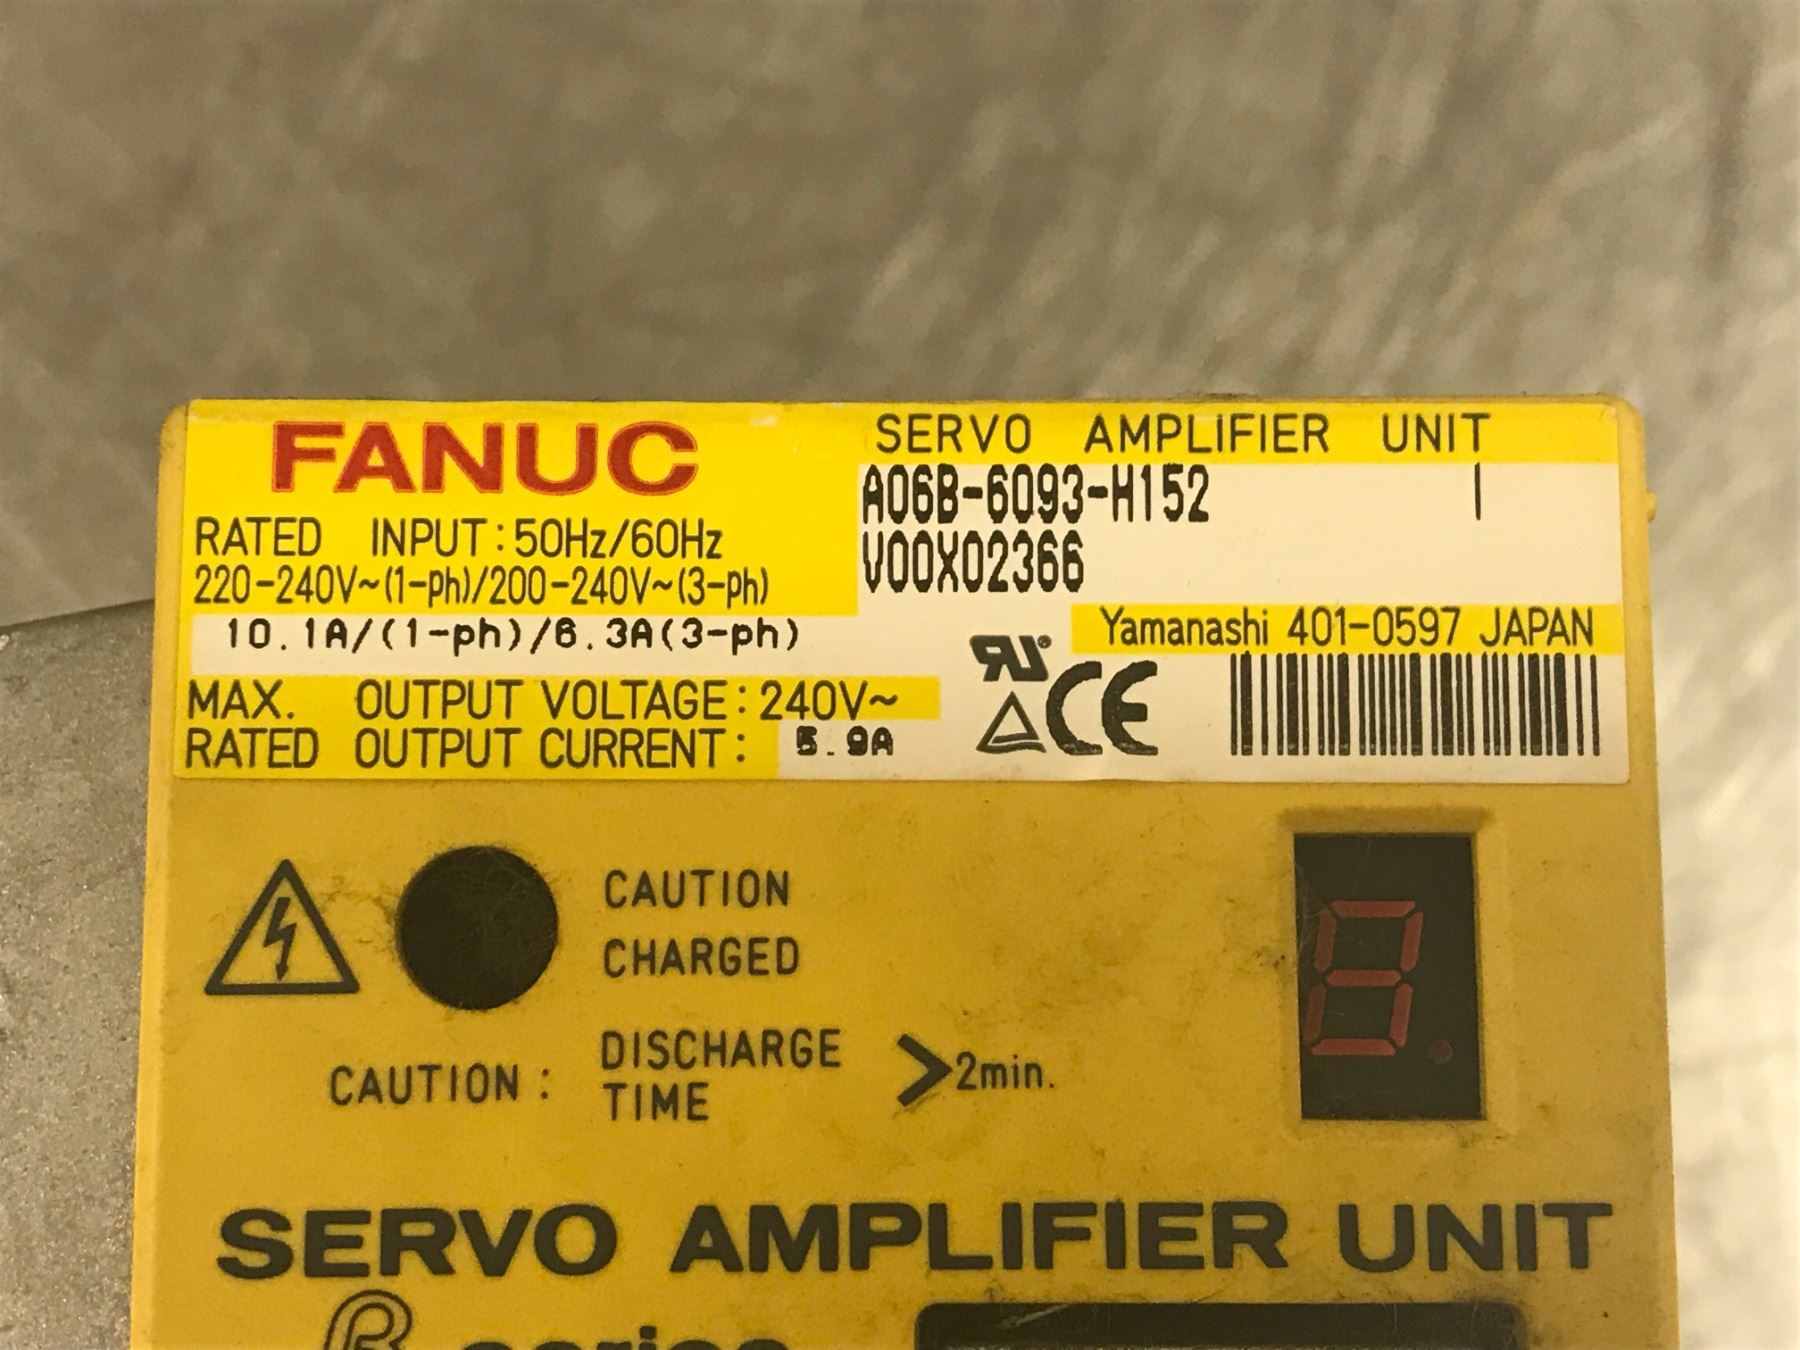 FANUC
RATED INPUT:50Hz/60Hz
220-240V~(1-ph)/200-240V~(3-ph)
10.1A/(1-ph)/6.3A(3-ph)
MAX. OUTPUT VOLTAGE:240V~
RATED OUTPUT CURRENT: 5.9A
SERVO AMPLIFIER UNIT
A06B-6093-H152 I
V00X02366
Yamanashi 401-0597 JAPAN
CE
CAUTION
CHARGED
CAUTION: DISCHARGE
TIME >2min.
8.
SERVO AMPLIFIER UNIT
β series